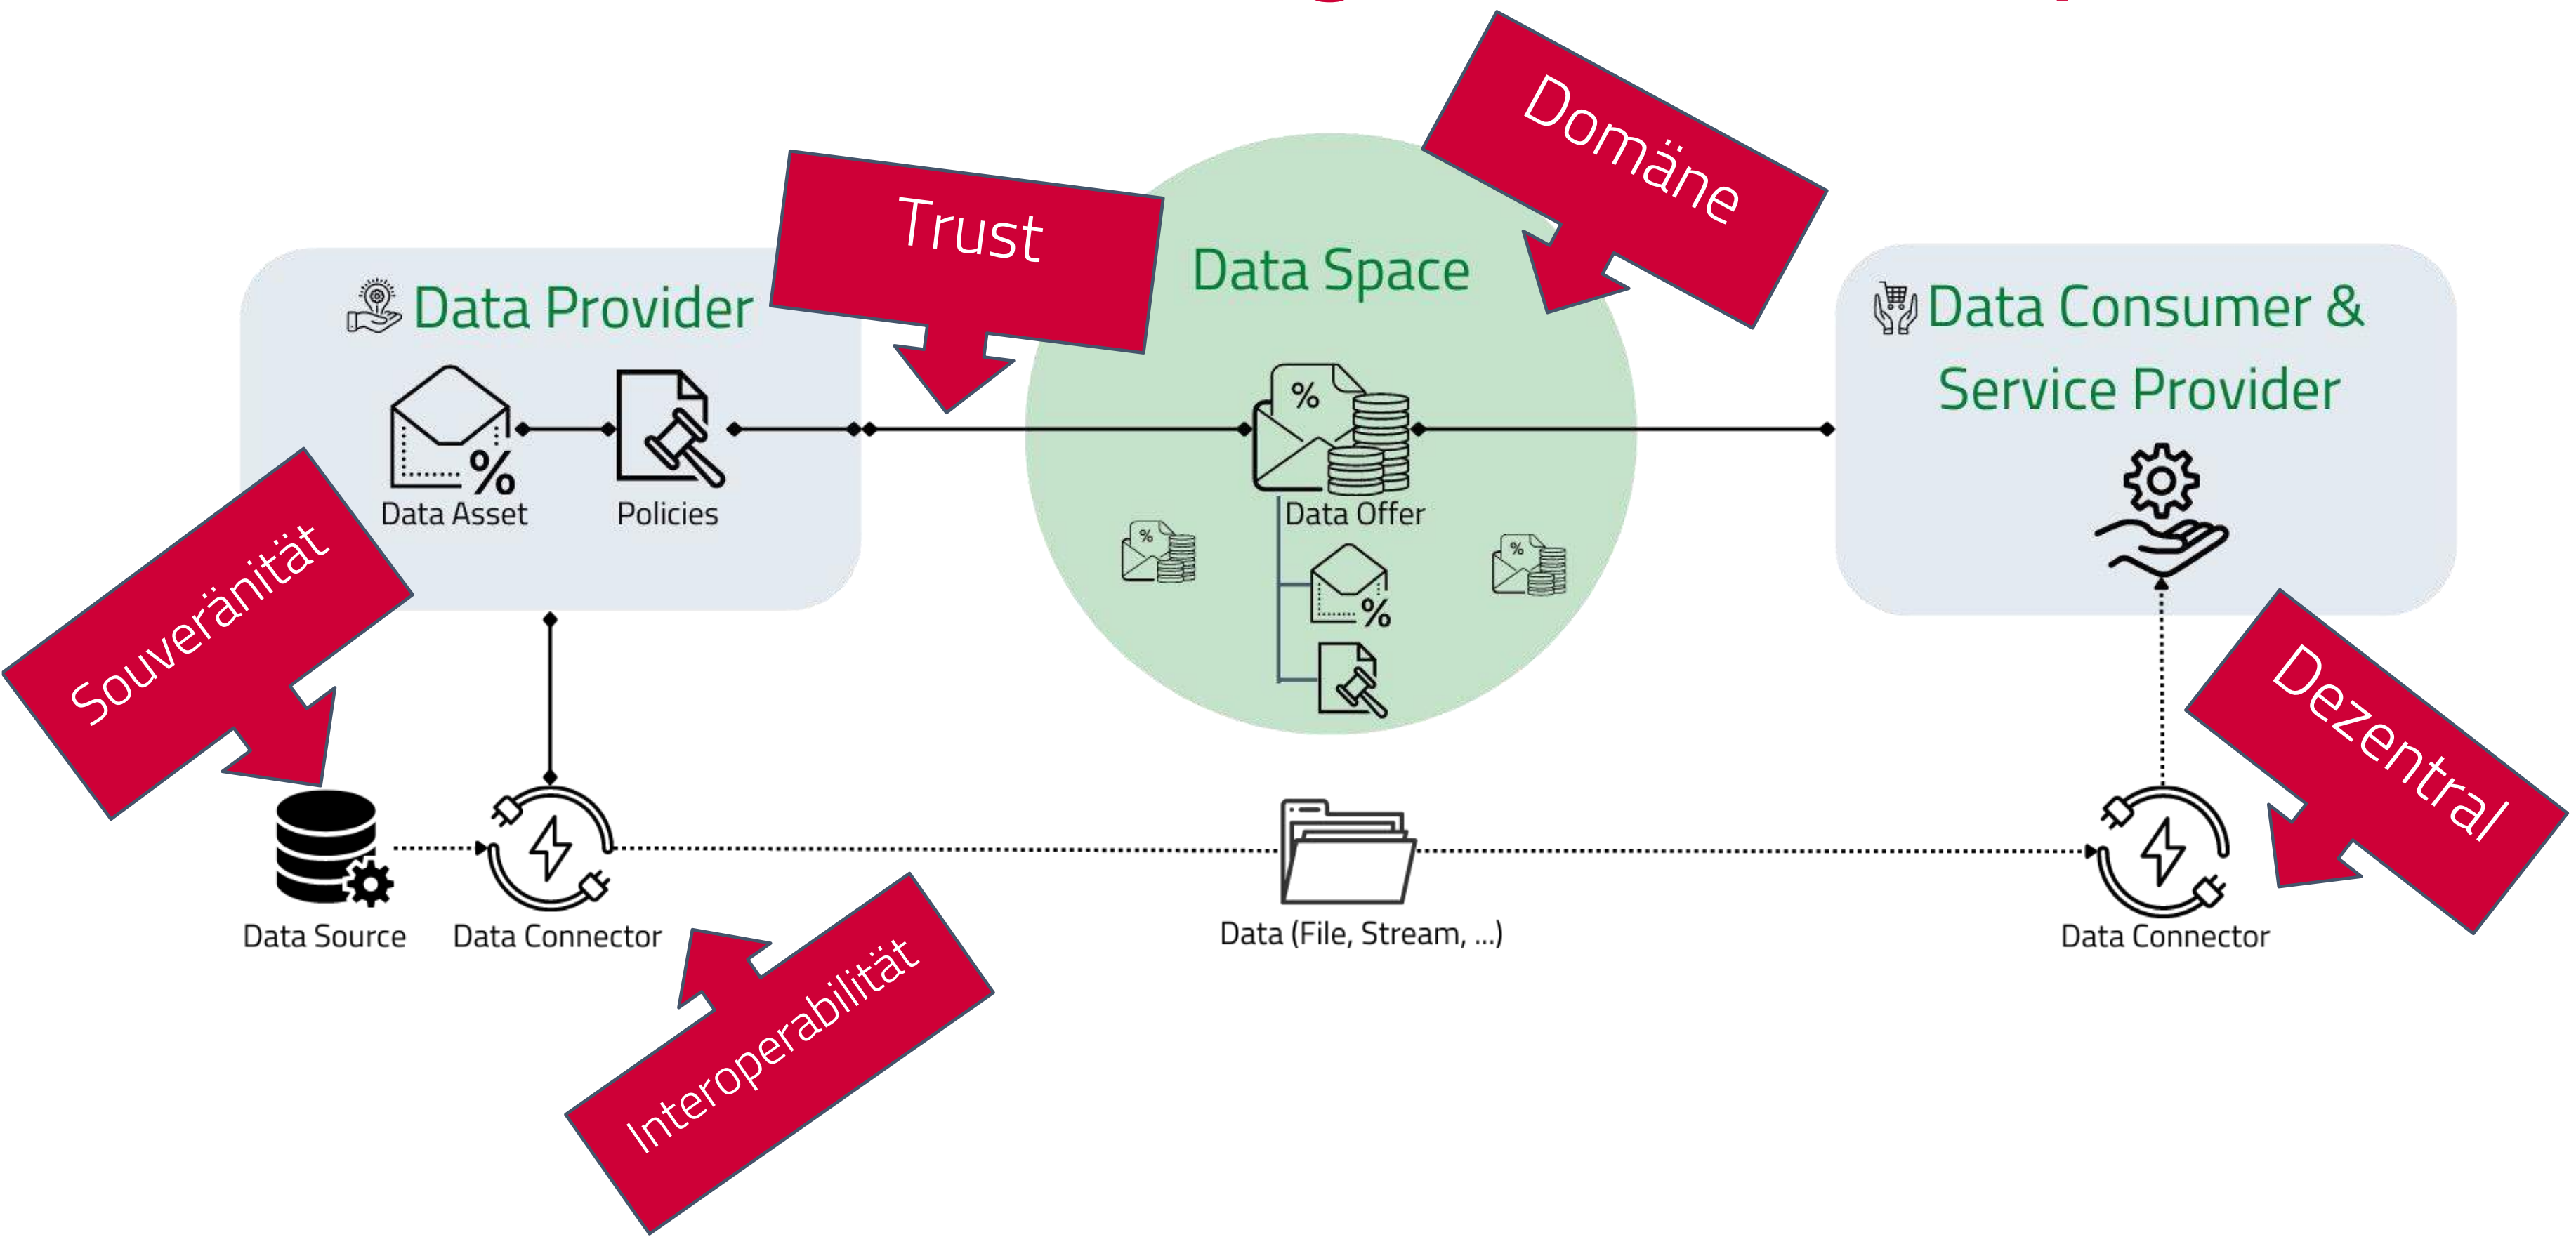 Domäne
Trust
Data Space
Data Provider
Data Consumer &
Service Provider
%
%
Data Asset
Policies
Data Offer
%
%
%
Souveränität
Dezentral
Data Source
Data Connector
Data (File, Stream, ...)
Data Connector
Interoperabilität